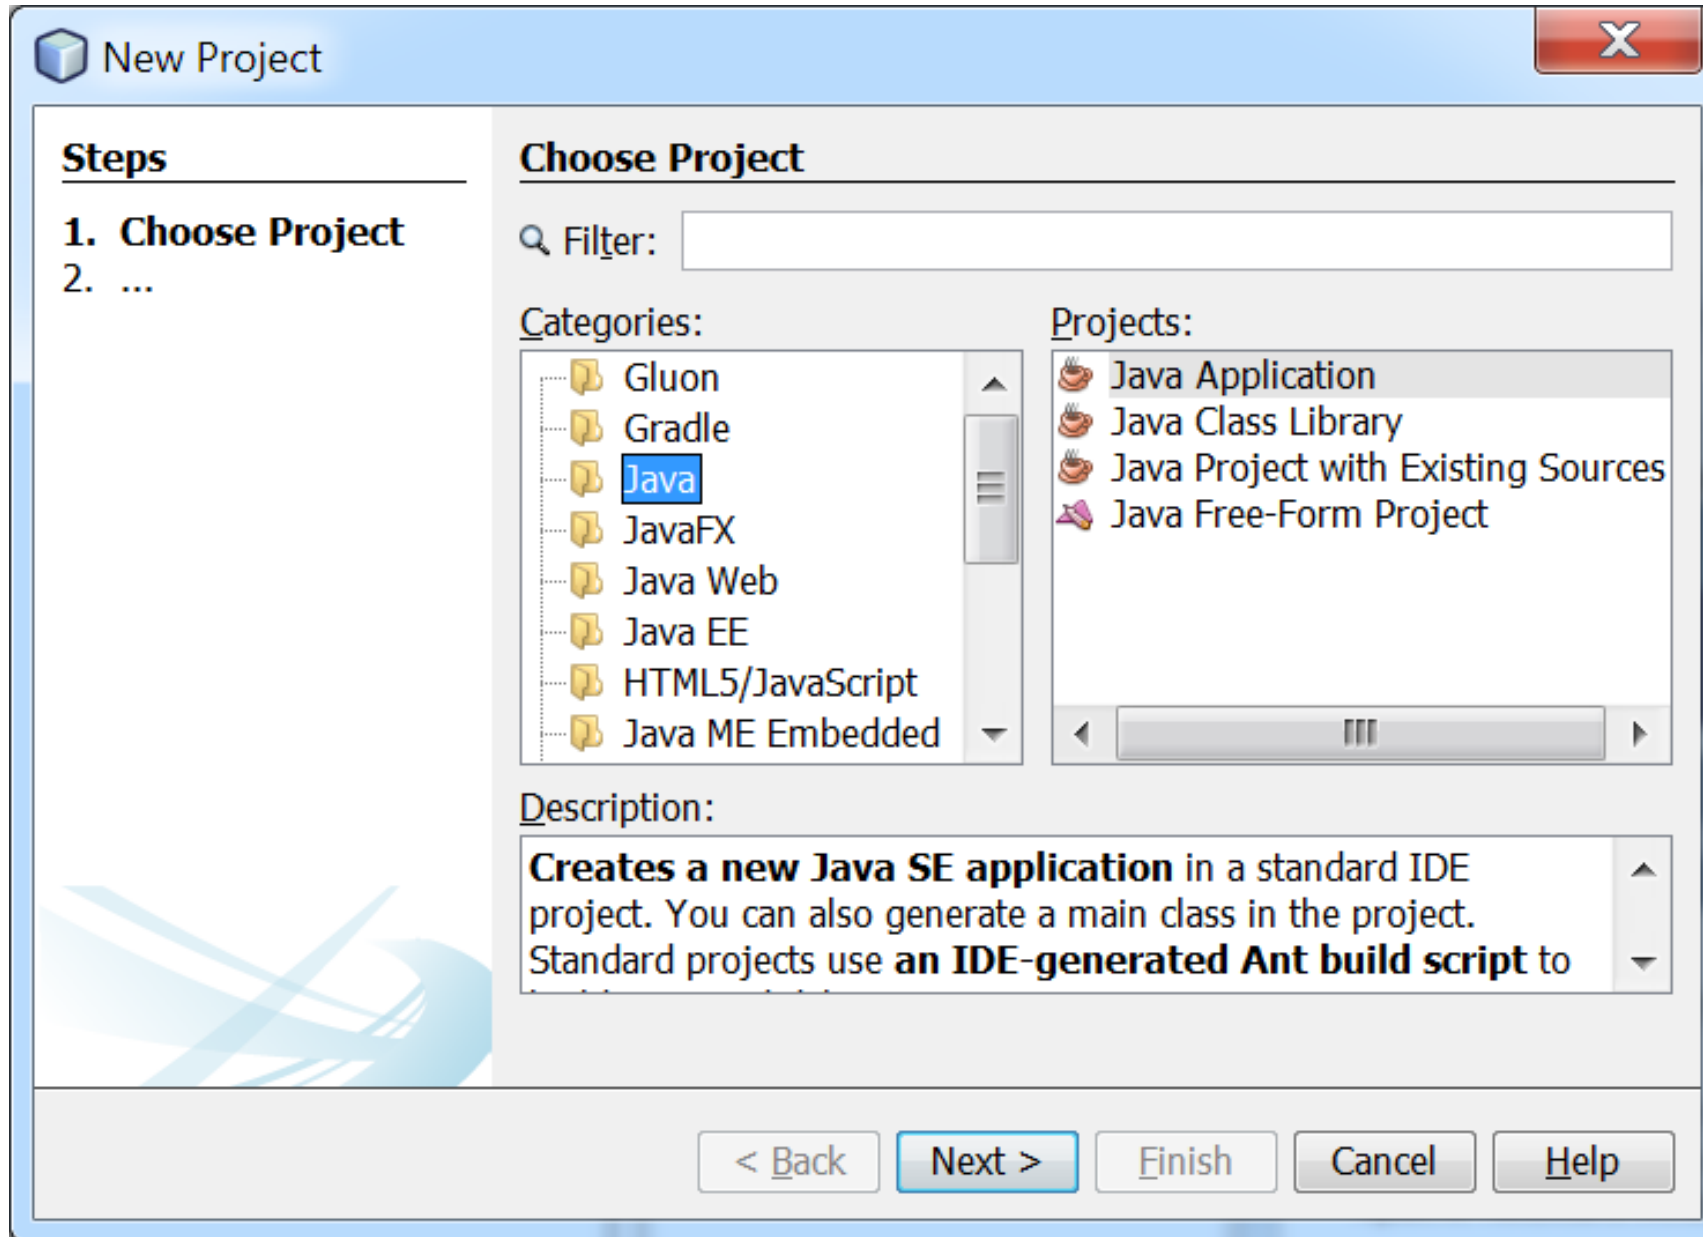 New Project
Steps
1. Choose Project
2. ...
Choose Project
Filter:
Categories:
Gluon
Gradle
Java
JavaFX
Java Web
Java EE
HTML5/JavaScript
Java ME Embedded
Projects:
Java Application
Java Class Library
Java Project with Existing Sources
Java Free-Form Project
Description:
Creates a new Java SE application in a standard IDE
project. You can also generate a main class in the project.
Standard projects use an IDE-generated Ant build script to
< Back
Next >
Finish
Cancel
Help